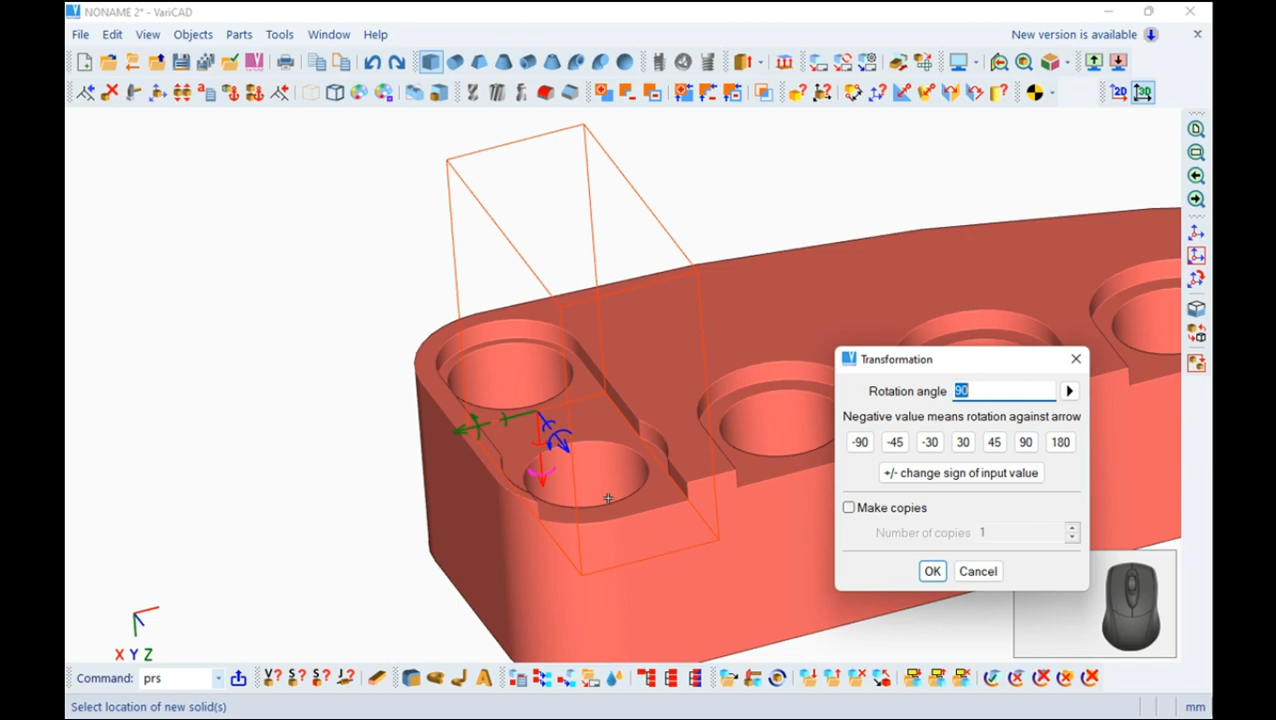 NONAME 2* - VariCAD
File Edit View Objects Parts Tools Window Help
New version is available
2D 3D
Transformation
Rotation angle 90
Negative value means rotation against arrow
-90 -45 -30 30 45 90 180
+/- change sign of input value
Make copies
Number of copies 1
OK Cancel
X Y Z
Command: prs
Select location of new solid(s)
mm